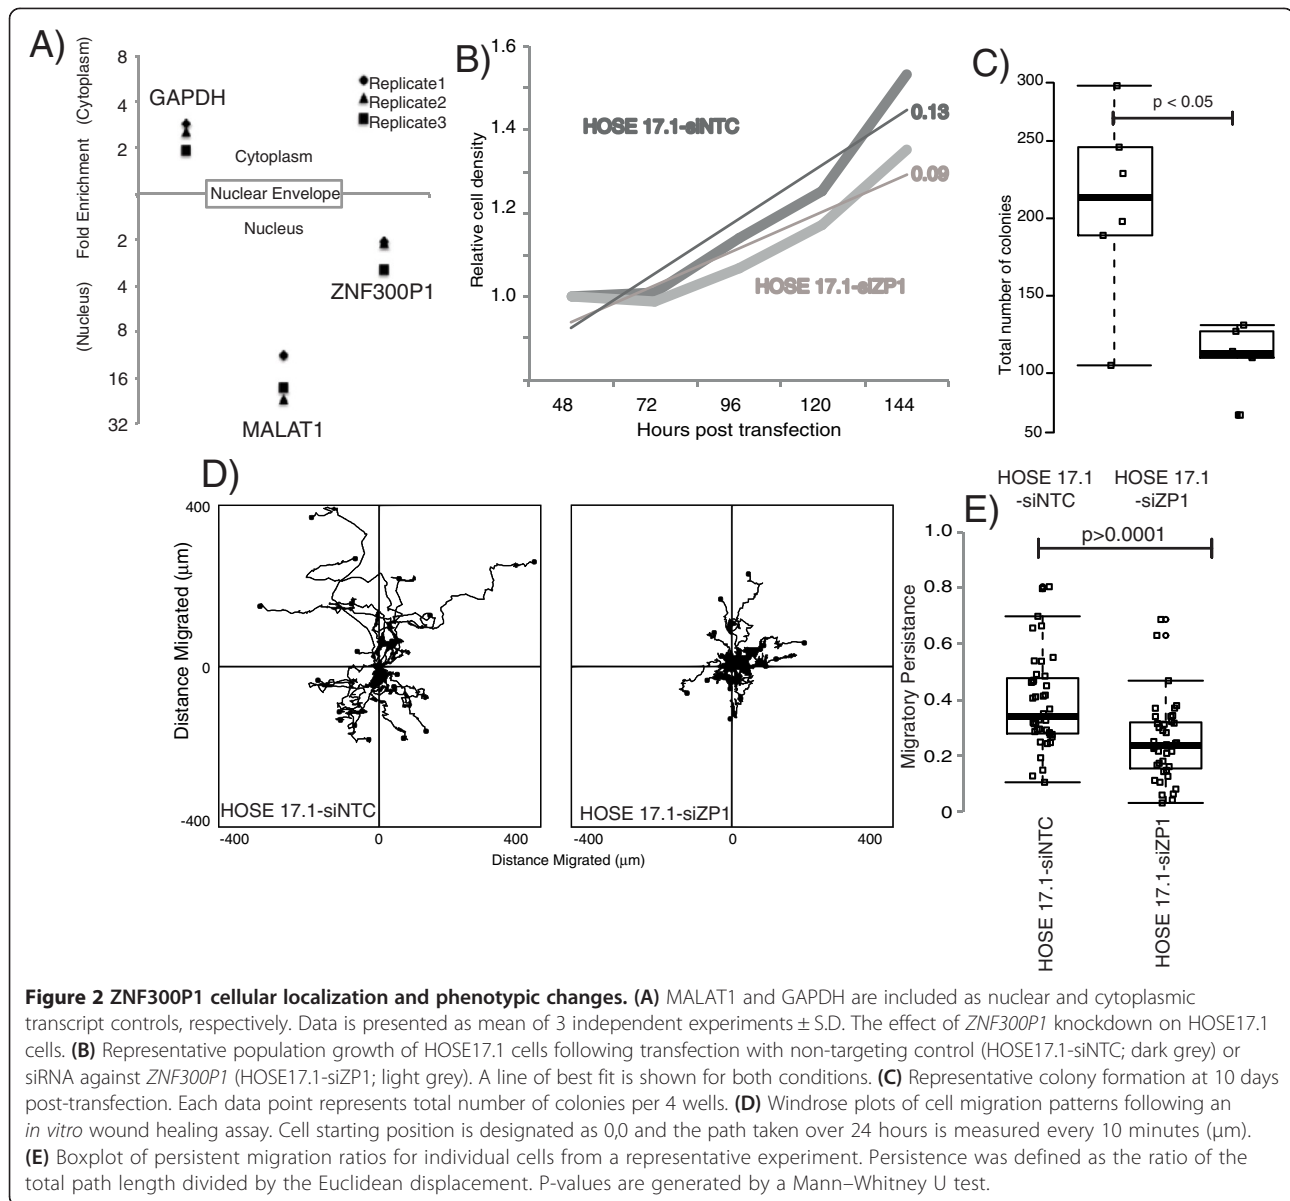 A)
8
4
2
2
4
8
16
32
Fold Enrichment (Cytoplasm)
(Nucleus)
GAPDH
Replicate1
Replicate2
Replicate3
Cytoplasm
Nuclear Envelope
Nucleus
ZNF300P1
MALAT1
B)
1.6
1.4
1.2
1.0
Relative cell density
HOSE 17.1-siNTC
0.13
0.09
HOSE 17.1-siZP1
48 72 96 120 144
Hours post transfection
C)
300
250
200
150
100
50
Total number of colonies
p < 0.05
HOSE 17.1
-siNTC
HOSE 17.1
-siZP1
D)
400
0
-400
Distance Migrated (μm)
HOSE 17.1-siNTC
HOSE 17.1-siZP1
-400 0 400
-400 0 400
Distance Migrated (μm)
E)
1.0
0.8
0.6
0.4
0.2
0
Migratory Persistance
p>0.0001
HOSE 17.1-siNTC
HOSE 17.1-siZP1
Figure 2 ZNF300P1 cellular localization and phenotypic changes. (A) MALAT1 and GAPDH are included as nuclear and cytoplasmic
transcript controls, respectively. Data is presented as mean of 3 independent experiments ± S.D. The effect of ZNF300P1 knockdown on HOSE17.1
cells. (B) Representative population growth of HOSE17.1 cells following transfection with non-targeting control (HOSE17.1-siNTC; dark grey) or
siRNA against ZNF300P1 (HOSE17.1-siZP1; light grey). A line of best fit is shown for both conditions. (C) Representative colony formation at 10 days
post-transfection. Each data point represents total number of colonies per 4 wells. (D) Windrose plots of cell migration patterns following an
in vitro wound healing assay. Cell starting position is designated as 0,0 and the path taken over 24 hours is measured every 10 minutes (μm).
(E) Boxplot of persistent migration ratios for individual cells from a representative experiment. Persistence was defined as the ratio of the
total path length divided by the Euclidean displacement. P-values are generated by a Mann–Whitney U test.